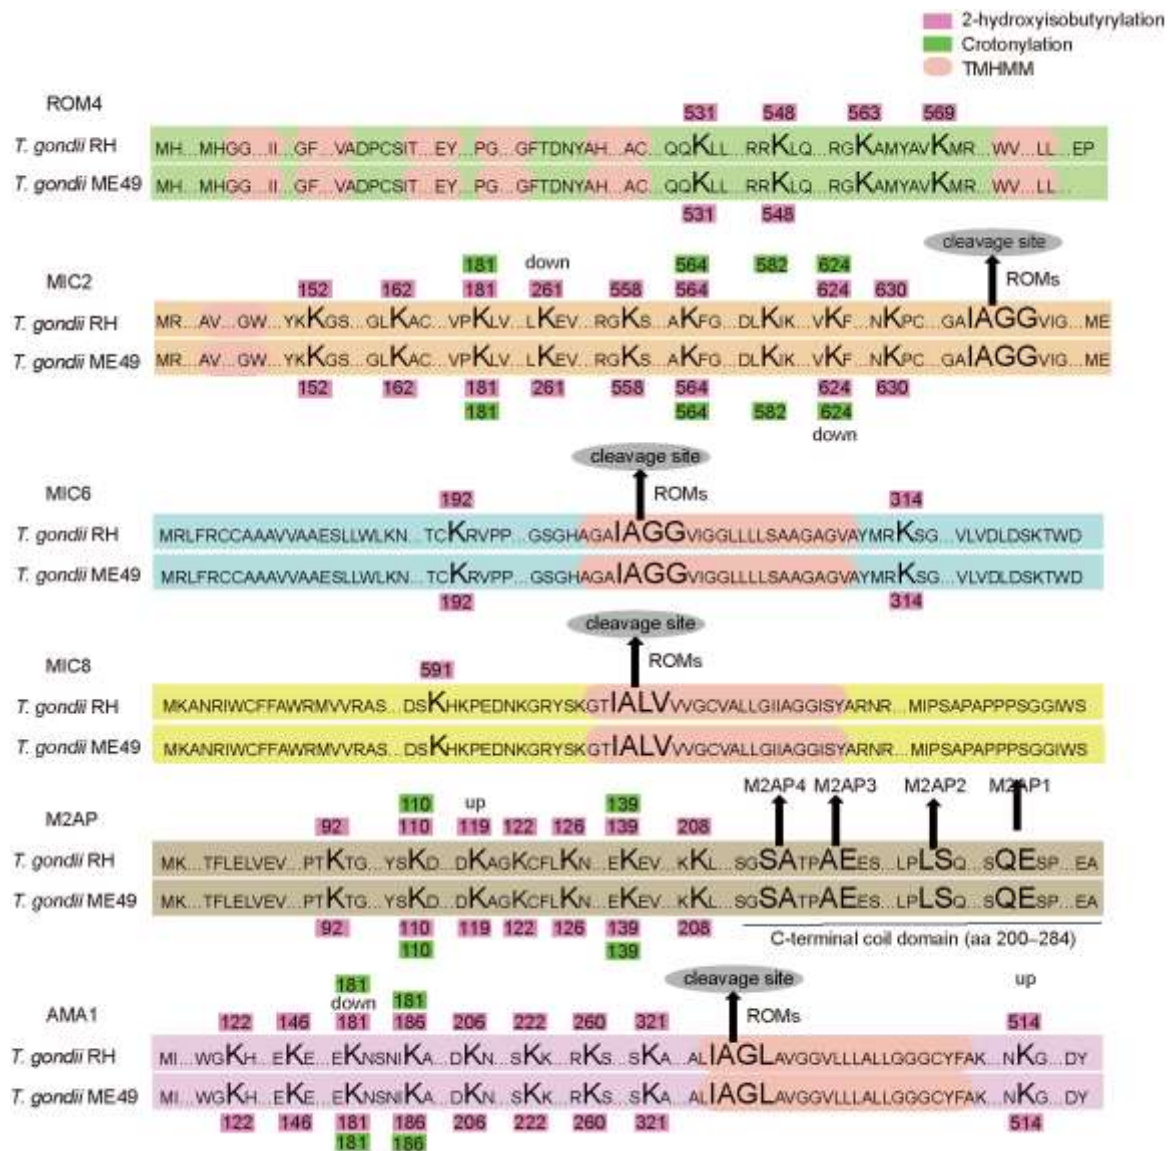 2-hydroxyisobutyrylation
Crotonylation
TMHMM
ROM4
531 548 563 569
T. gondii RH MH...MHGG...II...GF...VADPCSIT...EY...PG...GFTDNYAH...AC...QQKLL...RRKLQ...RGKAMYAVKMR...WV...LL...EP
T. gondii ME49 MH...MHGG...II...GF...VADPCSIT...EY...PG...GFTDNYAH...AC...QQKLL...RRKLQ...RGKAMYAVKMR...WV...LL...
531 548
cleavage site
181 down 564 582 624 ROMs
MIC2 152 162 181 261 558 564 624 630
T. gondii RH MR...AV...GW...YKKGS...GLKAC...VPKLV...LKEV...RGKS...AKFG...DLKIK...VKF...NKPC...GAIAGGVIG...ME
T. gondii ME49 MR...AV...GW...YKKGS...GLKAC...VPKLV...LKEV...RGKS...AKFG...DLKIK...VKF...NKPC...GAIAGGVIG...ME
152 162 181 261 558 564 624 630
181 564 582 624
down
cleavage site
MIC6 192 ROMs 314
T. gondii RH MRLFRCCAAAVVAAESLLWLKN...TCKRVPP...GSGHAGAIAGGVIGGLLLLSAAGAGVAYMRKSG...VLVDLDSKTWD
T. gondii ME49 MRLFRCCAAAVVAAESLLWLKN...TCKRVPP...GSGHAGAIAGGVIGGLLLLSAAGAGVAYMRKSG...VLVDLDSKTWD
192 314
cleavage site
MIC8 591 ROMs
T. gondii RH MKANRIWCFFAWRMVVRAS...DSKHKPEDNKGRYSKGTIALVVVGCVALLGIIAGGISYARNR...MIPSAPAPPPSGGIWS
T. gondii ME49 MKANRIWCFFAWRMVVRAS...DSKHKPEDNKGRYSKGTIALVVVGCVALLGIIAGGISYARNR...MIPSAPAPPPSGGIWS
M2AP4 M2AP3 M2AP2 M2AP1
110 up 139
M2AP 92 110 119 122 126 139 208
T. gondii RH MK...TFLELVEV...PTKTG...YSKD...DKAGKCFLKN...EKEV...KKL...SGSATPAEES...LPLSQ...SQESP...EA
T. gondii ME49 MK...TFLELVEV...PTKTG...YSKD...DKAGKCFLKN...EKEV...KKL...SGSATPAEES...LPLSQ...SQESP...EA
92 110 119 122 126 139 208
110 139
C-terminal coil domain (aa 200–284)
cleavage site
181 down 181 up
AMA1 122 146 181 186 206 222 260 321 ROMs 514
T. gondii RH MI...WGKH...EKE...EKNSNIKA...DKN...SKK...RKS...SKA...ALIAGLAVGGVLLLALLGGGCYFAK...NKG...DY
T. gondii ME49 MI...WGKH...EKE...EKNSNIKA...DKN...SKK...RKS...SKA...ALIAGLAVGGVLLLALLGGGCYFAK...NKG...DY
122 146 181 186 206 222 260 321 514
181 186